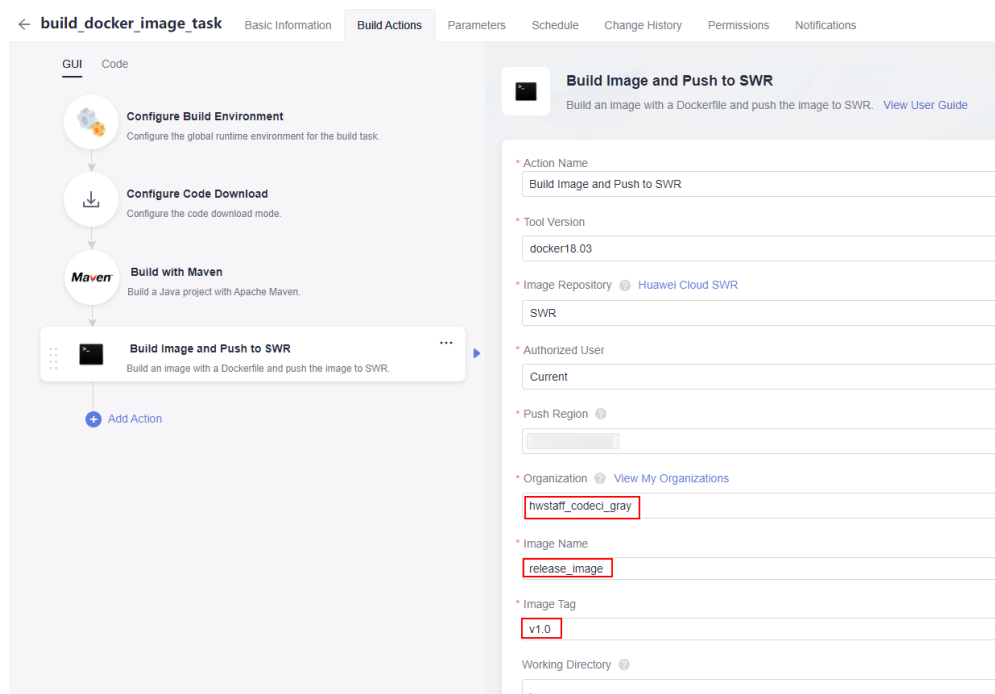 build_docker_image_task Basic Information Build Actions Parameters Schedule Change History Permissions Notifications
GUI Code
Configure Build Environment
Configure the global runtime environment for the build task.
Configure Code Download
Configure the code download mode.
Maven
Build with Maven
Build a Java project with Apache Maven.
Build Image and Push to SWR
Build an image with a Dockerfile and push the image to SWR.
Add Action
Build Image and Push to SWR
Build an image with a Dockerfile and push the image to SWR. View User Guide
* Action Name
Build Image and Push to SWR
* Tool Version
docker18.03
* Image Repository ? Huawei Cloud SWR
SWR
* Authorized User
Current
* Push Region ?
* Organization ? View My Organizations
hwstaff_codeci_gray
* Image Name
release_image
* Image Tag
v1.0
Working Directory ?